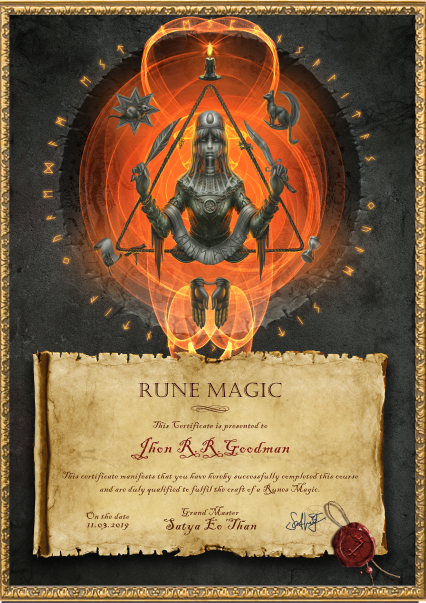 RUNE MAGIC
This Certificate is presented to
Jhon R.R.Goodman
This certificate manifests that you have hereby successfully completed this course
and are duly qualified to fulfil the craft of a Runes Magic.
On the date
11.03.2019
Grand Master
Satya Eo Than